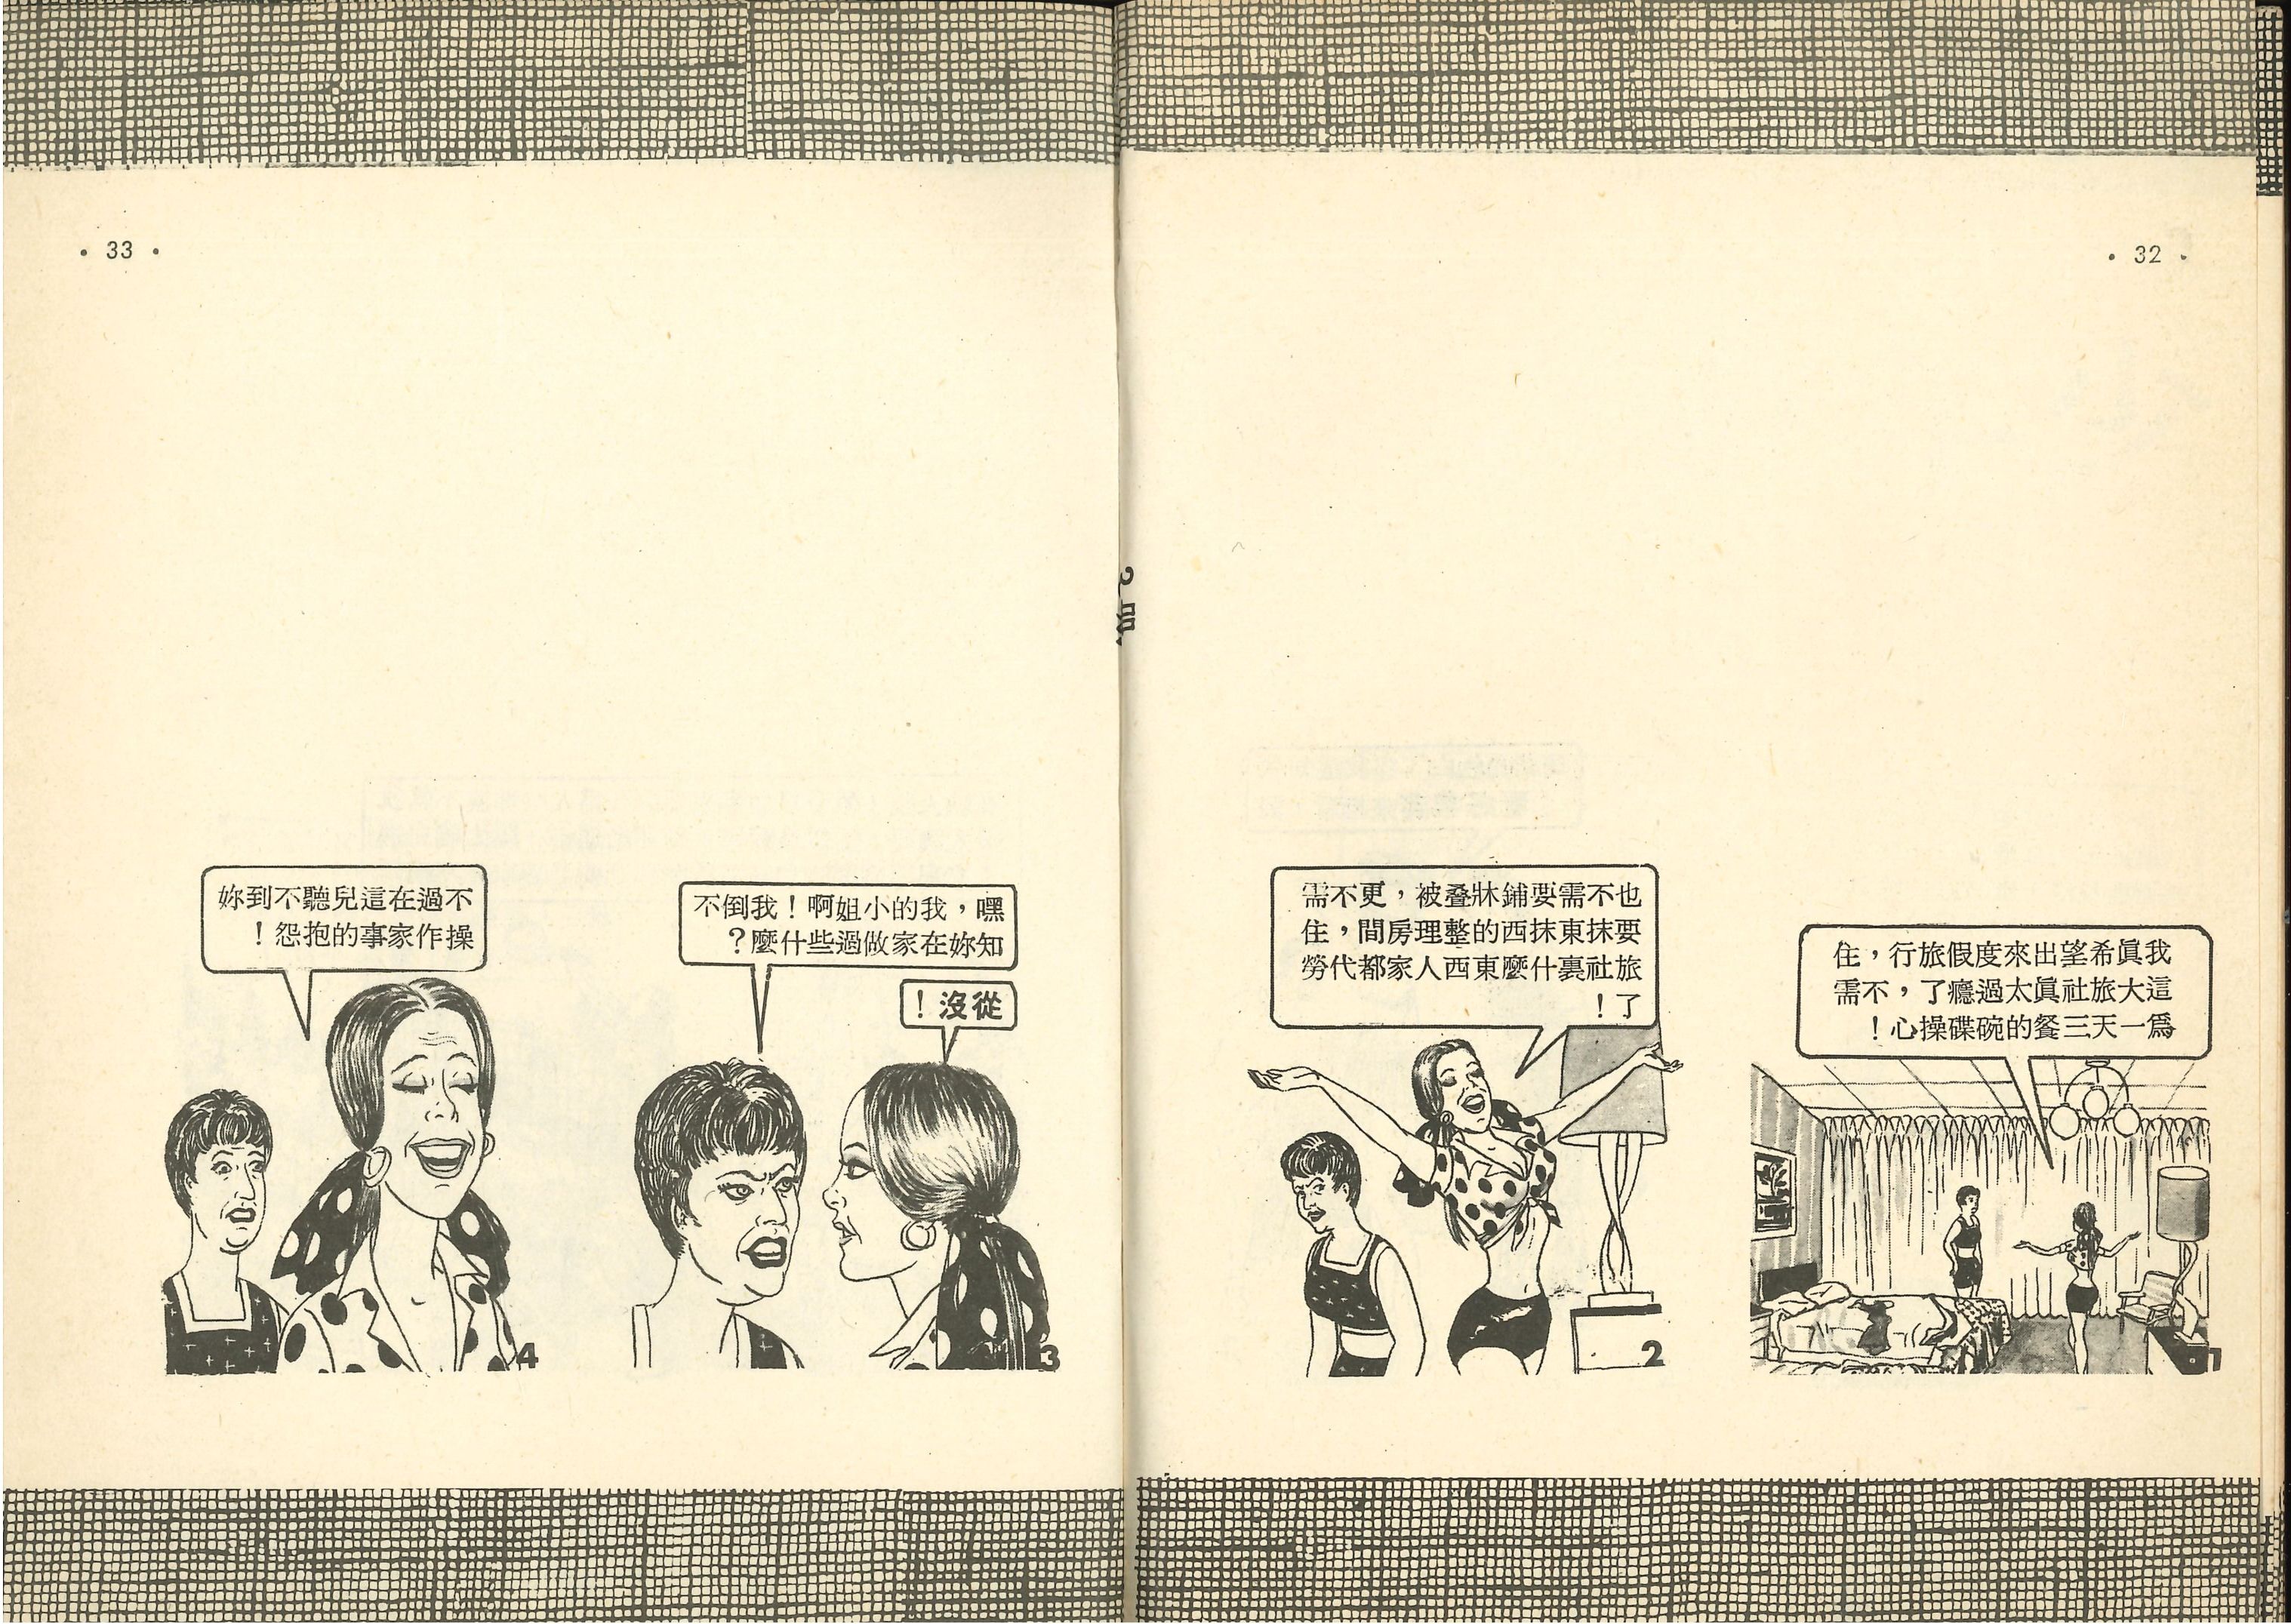 · 32 ·
我眞希望出來度假旅行，住
這大旅社眞太過癮了，不需
爲一天三餐的碗碟操心！
1
也不需要鋪牀叠被，更不需
要抹東抹西的整理房間，住
旅社裏什麼東西人家都代勞
了！
2
· 33 ·
嘿，我的小姐啊！我倒不
知妳在家做過些什麼？
從沒！
3
不過在這兒聽不到妳
操作家事的抱怨！
4